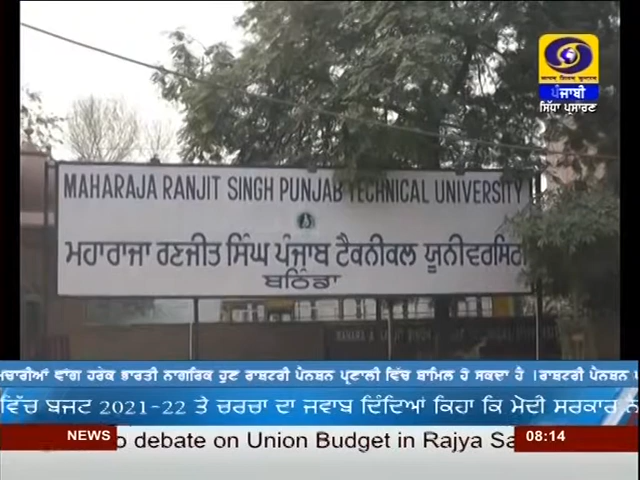 ਪੰਜਾਬੀ
ਸਿੱਧਾ ਪ੍ਰਸਾਰਣ
MAHARAJA RANJIT SINGH PUNJAB TECHNICAL UNIVERSITY
ਮਹਾਰਾਜਾ ਰਣਜੀਤ ਸਿੰਘ ਪੰਜਾਬ ਟੈਕਨੀਕਲ ਯੂਨੀਵਰਸਿਟੀ
ਬਠਿੰਡਾ
ਵਾਂਗ ਹਰੇਕ ਭਾਰਤੀ ਨਾਗਰਿਕ ਹੁਣ ਰਾਸ਼ਟਰੀ ਪੈਨਸ਼ਨ ਪ੍ਰਣਾਲੀ ਵਿੱਚ ਸ਼ਾਮਿਲ ਹੋ ਸਕਦਾ ਹੈ ।ਰਾਸ਼ਟਰੀ ਪੈਨਸ਼ਨ
ਵਿੱਚ ਬਜਟ 2021-22 ਤੇ ਚਰਚਾ ਦਾ ਜਵਾਬ ਦਿੰਦਿਆਂ ਕਿਹਾ ਕਿ ਮੋਦੀ ਸਰਕਾਰ
NEWS to debate on Union Budget in Rajya Sa 08:14